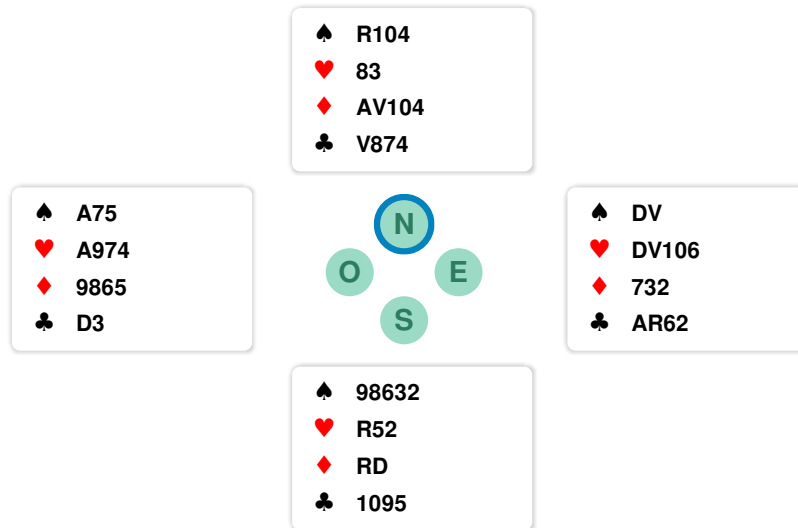 ♠ R104
♥ 83
♦ AV104
♣ V874
♠ A75
♥ A974
♦ 9865
♣ D3
N
O E
S
♠ DV
♥ DV106
♦ 732
♣ AR62
♠ 98632
♥ R52
♦ RD
♣ 1095